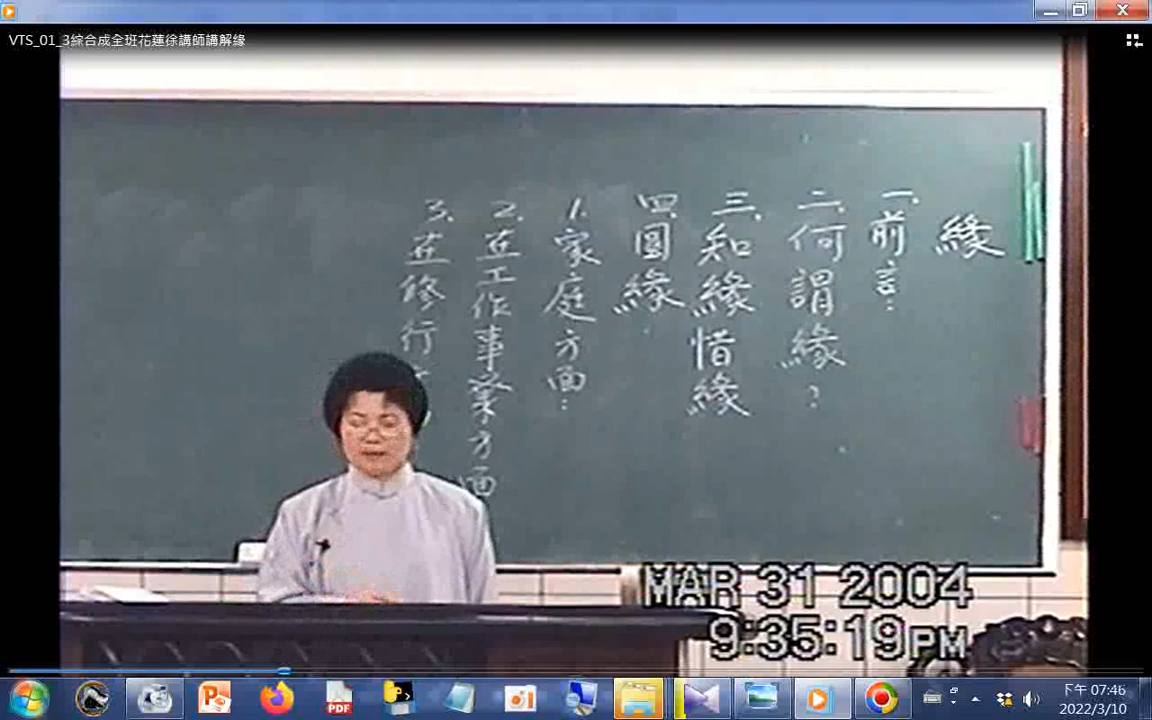 VTS_01_3綜合成全班花蓮徐講師講解緣
緣
一、前言：
二、何謂緣？
三、知緣惜緣
四、圓緣：
1.家庭方面：
2.在工作事業方面
3.在修行
MAR 31 2004
9:35:19PM
下午 07:46
2022/3/10
PDF